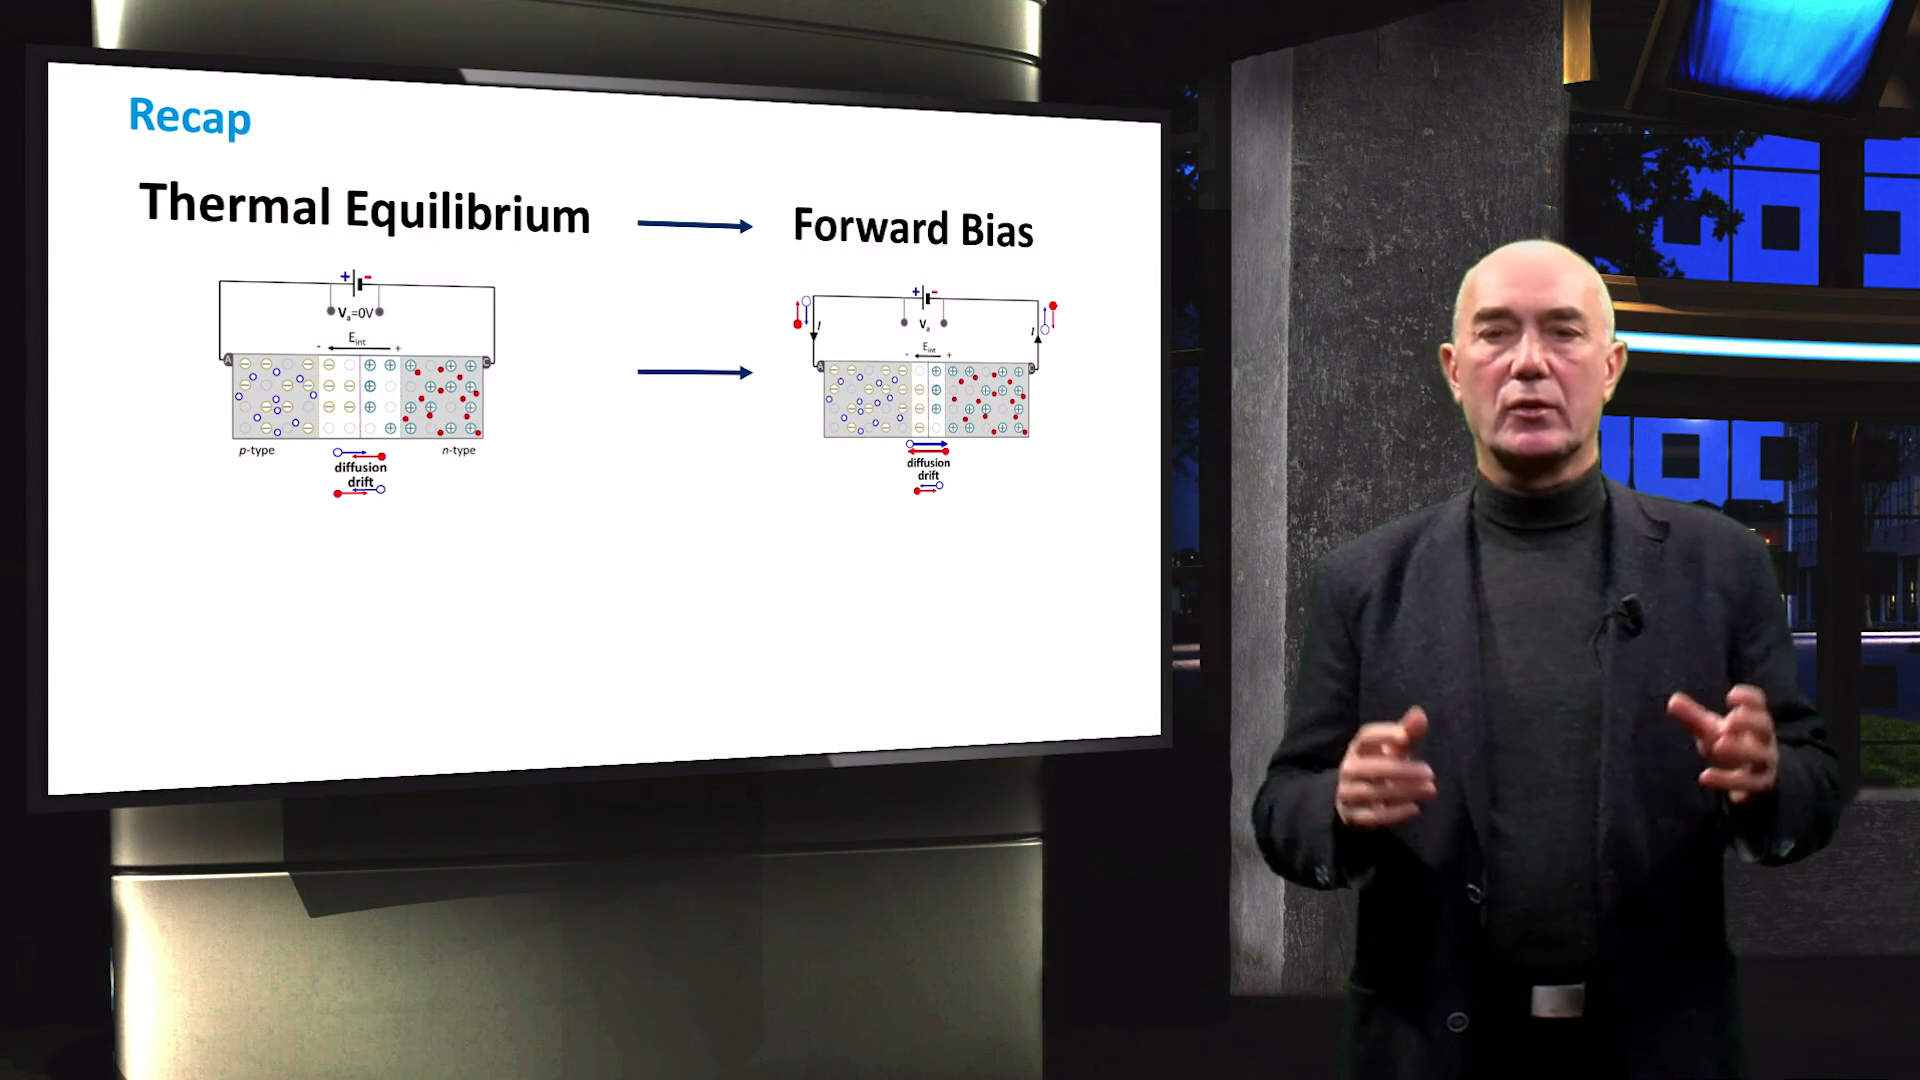 Recap
Thermal Equilibrium
Forward Bias
+ -
Va=0V
Eint
- +
A
C
p-type
n-type
diffusion
drift
+ -
Va
I
I
Eint
- +
A
diffusion
drift